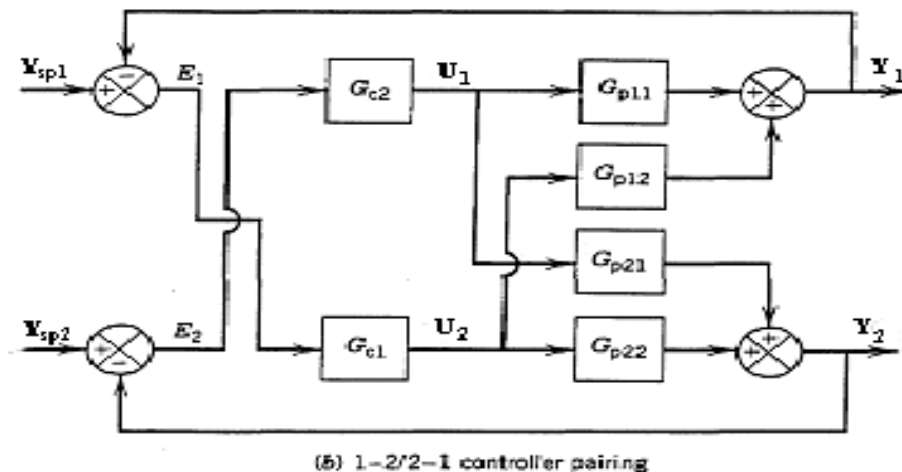 Y_sp1
+
−
E_1
G_c2
U_1
G_p11
+
+
Y_1
G_p12
G_p21
Y_sp2
+
−
E_2
G_c1
U_2
G_p22
+
+
Y_2
(b) 1-2/2-1 controller pairing